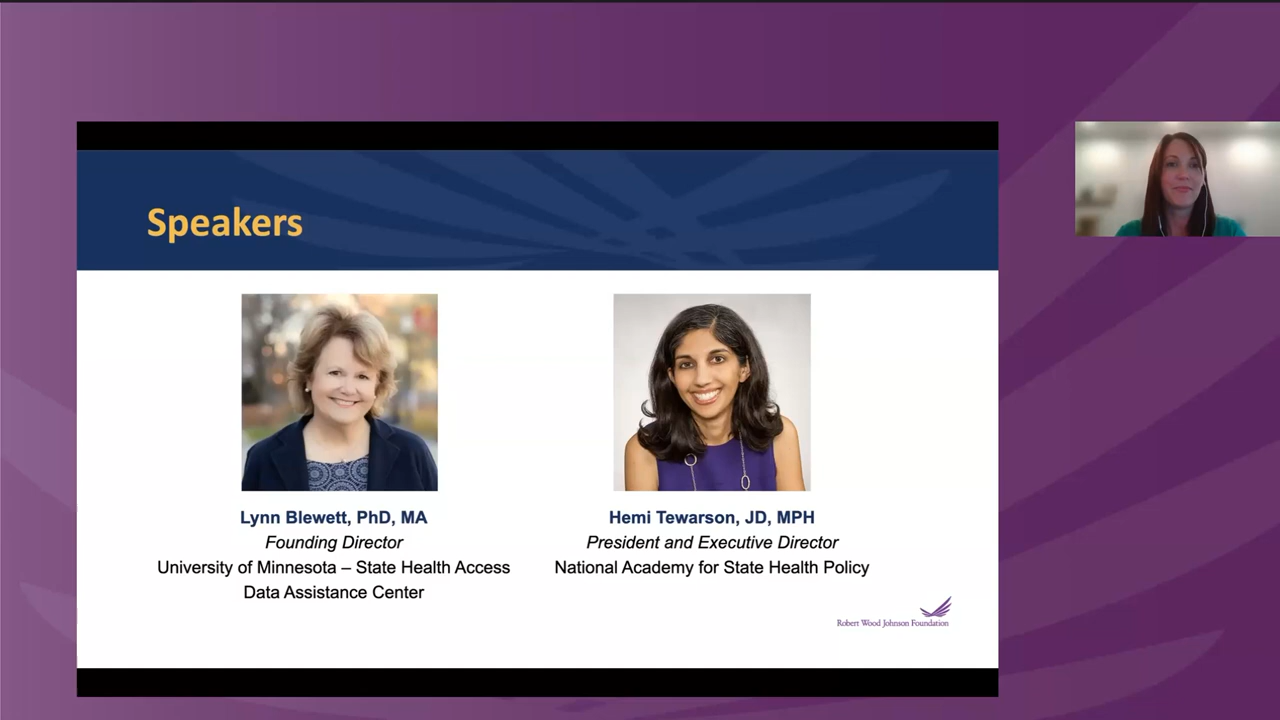 Speakers
Lynn Blewett, PhD, MA
Founding Director
University of Minnesota – State Health Access
Data Assistance Center
Hemi Tewarson, JD, MPH
President and Executive Director
National Academy for State Health Policy
Robert Wood Johnson Foundation